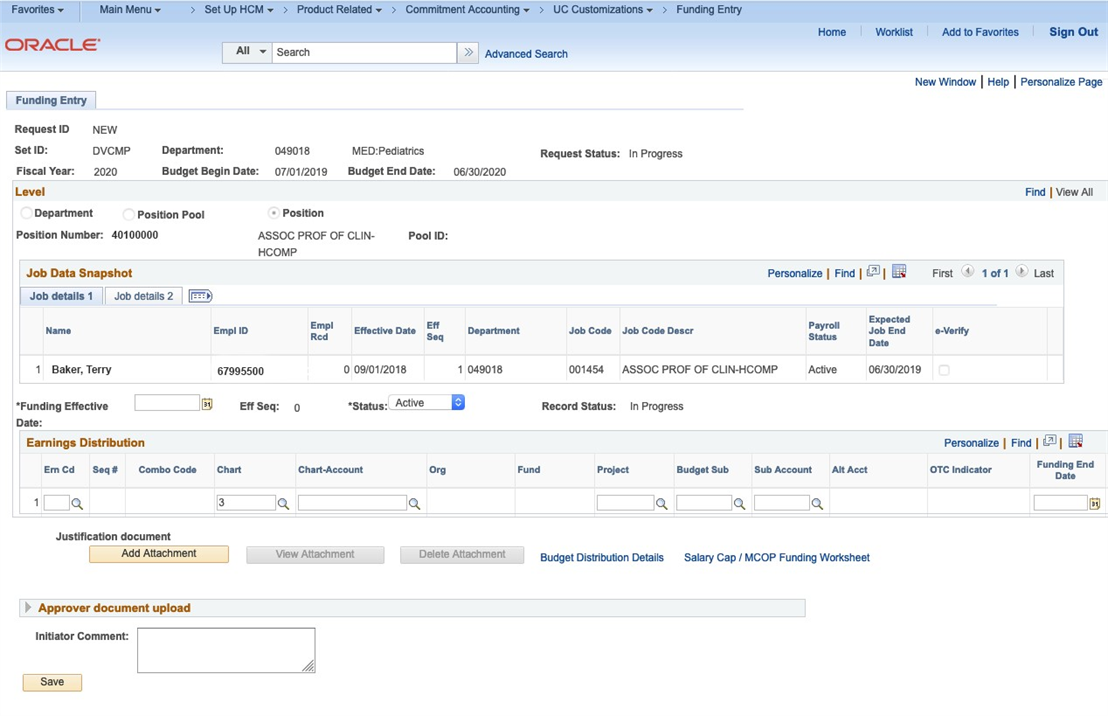 Favorites Main Menu > Set Up HCM > Product Related > Commitment Accounting > UC Customizations > Funding Entry
ORACLE
Home Worklist Add to Favorites Sign Out
All Search >> Advanced Search
New Window | Help | Personalize Page
Funding Entry
Request ID NEW
Set ID: DVCMP Department: 049018 MED:Pediatrics Request Status: In Progress
Fiscal Year: 2020 Budget Begin Date: 07/01/2019 Budget End Date: 06/30/2020
Level Find | View All
Department Position Pool Position
Position Number: 40100000 ASSOC PROF OF CLIN- Pool ID:
HCOMP
Job Data Snapshot Personalize | Find | | First 1 of 1 Last
Job details 1 Job details 2
Name Empl ID Empl Rcd Effective Date Eff Seq Department Job Code Job Code Descr Payroll Status Expected Job End Date e-Verify
1 Baker, Terry 67995500 0 09/01/2018 1 049018 001454 ASSOC PROF OF CLIN-HCOMP Active 06/30/2019
*Funding Effective Date: 31 Eff Seq: 0 *Status: Active Record Status: In Progress
Earnings Distribution Personalize | Find | |
Ern Cd Seq # Combo Code Chart Chart-Account Org Fund Project Budget Sub Sub Account Alt Acct OTC Indicator Funding End Date
1 3 31
Justification document
Add Attachment View Attachment Delete Attachment Budget Distribution Details Salary Cap / MCOP Funding Worksheet
Approver document upload
Initiator Comment:
Save